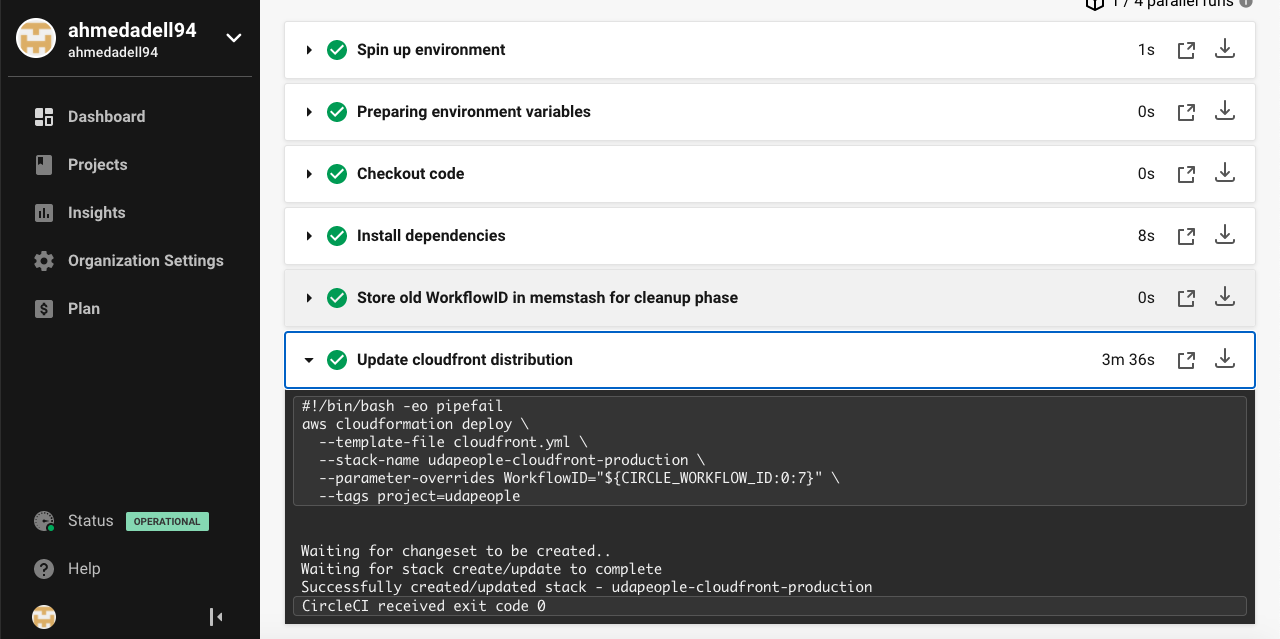 ahmedadell94
ahmedadell94
Dashboard
Projects
Insights
Organization Settings
Plan
Status OPERATIONAL
Help
1 / 4 parallel runs
Spin up environment 1s
Preparing environment variables 0s
Checkout code 0s
Install dependencies 8s
Store old WorkflowID in memstash for cleanup phase 0s
Update cloudfront distribution 3m 36s
#!/bin/bash -eo pipefail
aws cloudformation deploy \
  --template-file cloudfront.yml \
  --stack-name udapeople-cloudfront-production \
  --parameter-overrides WorkflowID="${CIRCLE_WORKFLOW_ID:0:7}" \
  --tags project=udapeople
Waiting for changeset to be created..
Waiting for stack create/update to complete
Successfully created/updated stack - udapeople-cloudfront-production
CircleCI received exit code 0